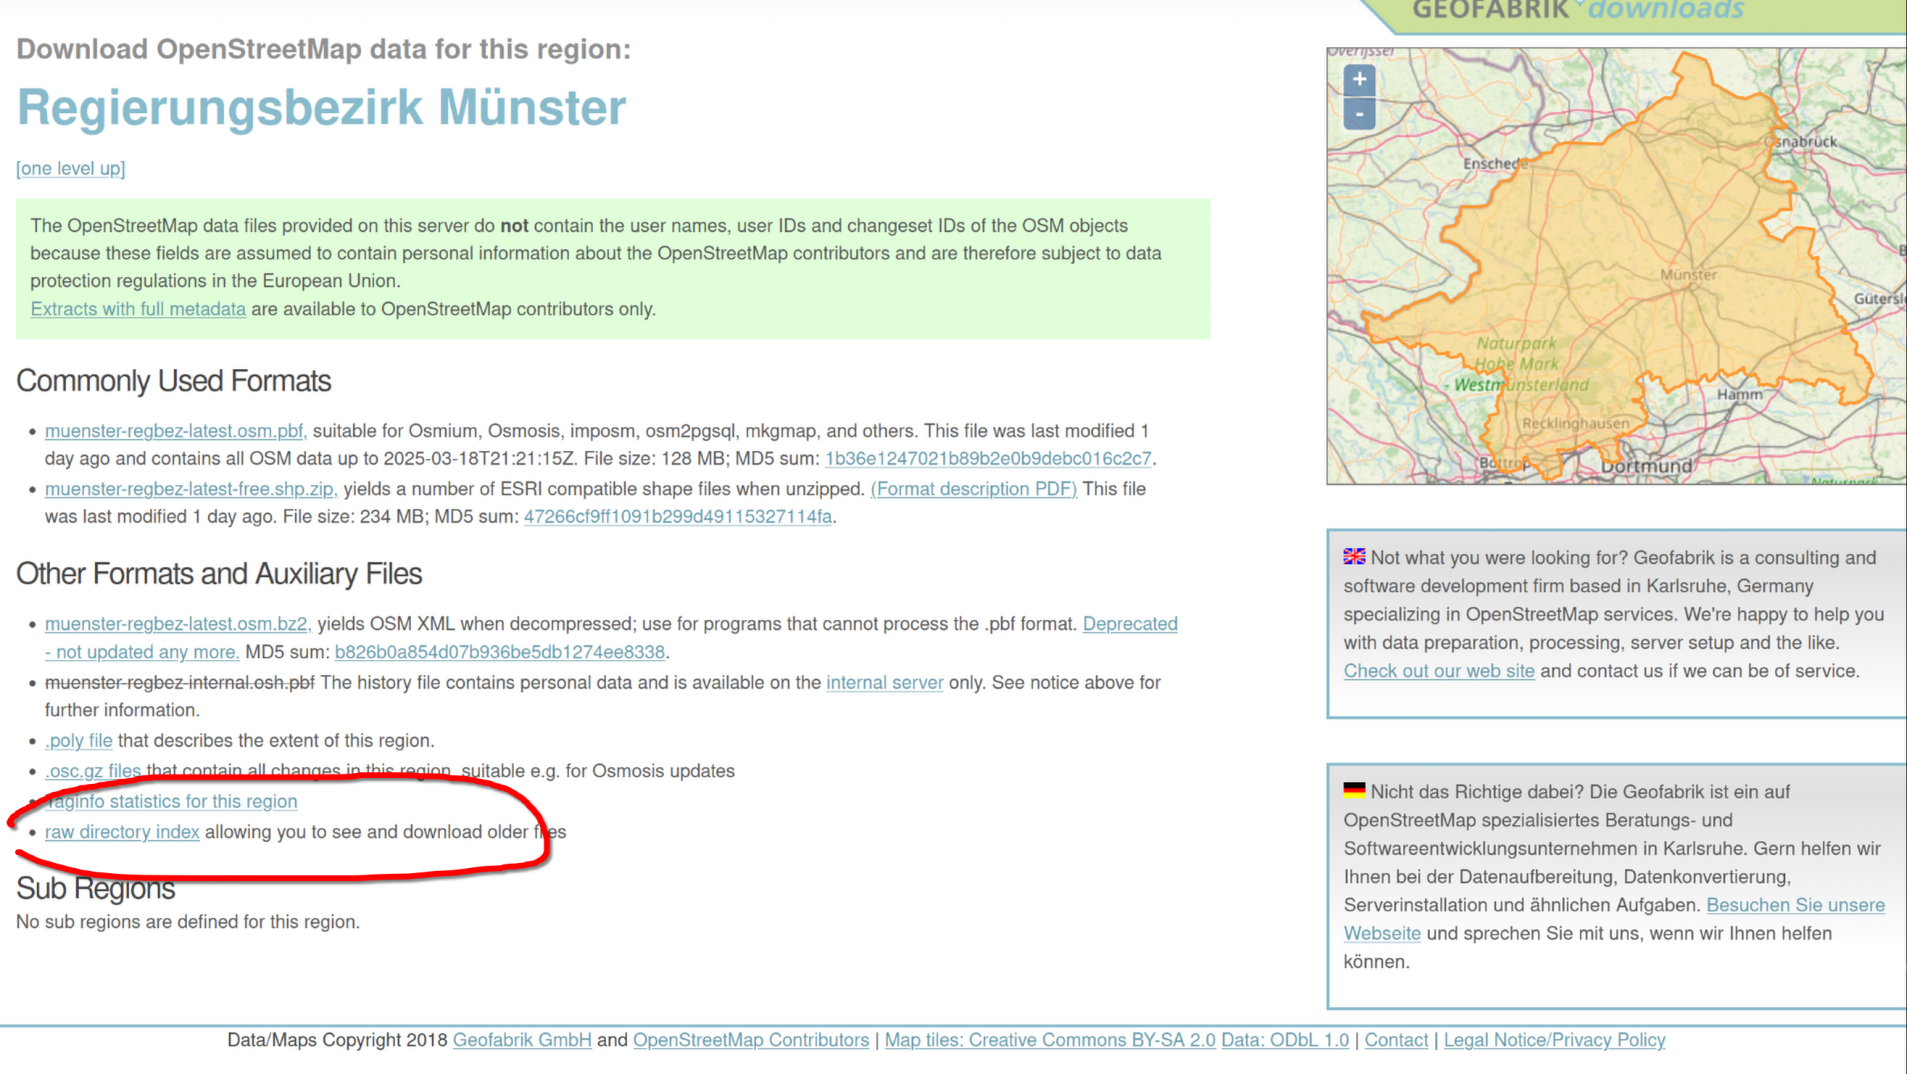 GEOFABRIK downloads
Download OpenStreetMap data for this region:
Regierungsbezirk Münster
[one level up]
The OpenStreetMap data files provided on this server do not contain the user names, user IDs and changeset IDs of the OSM objects
because these fields are assumed to contain personal information about the OpenStreetMap contributors and are therefore subject to data
protection regulations in the European Union.
Extracts with full metadata are available to OpenStreetMap contributors only.
Commonly Used Formats
• muenster-regbez-latest.osm.pbf, suitable for Osmium, Osmosis, imposm, osm2pgsql, mkgmap, and others. This file was last modified 1
day ago and contains all OSM data up to 2025-03-18T21:21:15Z. File size: 128 MB; MD5 sum: 1b36e1247021b89b2e0b9debc016c2c7.
• muenster-regbez-latest-free.shp.zip, yields a number of ESRI compatible shape files when unzipped. (Format description PDF) This file
was last modified 1 day ago. File size: 234 MB; MD5 sum: 47266cf9ff1091b299d49115327114fa.
Other Formats and Auxiliary Files
• muenster-regbez-latest.osm.bz2, yields OSM XML when decompressed; use for programs that cannot process the .pbf format. Deprecated
- not updated any more. MD5 sum: b826b0a854d07b936be5db1274ee8338.
• muenster-regbez-internal.osh.pbf The history file contains personal data and is available on the internal server only. See notice above for
further information.
• .poly file that describes the extent of this region.
• .osc.gz files that contain all changes in this region, suitable e.g. for Osmosis updates
• Taginfo statistics for this region
• raw directory index allowing you to see and download older files
Sub Regions
No sub regions are defined for this region.
+
-
Overijssel
Enschede
Osnabrück
Münster
Gütersl
Naturpark
Hohe Mark
- Westmünsterland
Hamm
Recklinghausen
Bottrop
Dortmund
Naturpark
Not what you were looking for? Geofabrik is a consulting and
software development firm based in Karlsruhe, Germany
specializing in OpenStreetMap services. We're happy to help you
with data preparation, processing, server setup and the like.
Check out our web site and contact us if we can be of service.
Nicht das Richtige dabei? Die Geofabrik ist ein auf
OpenStreetMap spezialisiertes Beratungs- und
Softwareentwicklungsunternehmen in Karlsruhe. Gern helfen wir
Ihnen bei der Datenaufbereitung, Datenkonvertierung,
Serverinstallation und ähnlichen Aufgaben. Besuchen Sie unsere
Webseite und sprechen Sie mit uns, wenn wir Ihnen helfen
können.
Data/Maps Copyright 2018 Geofabrik GmbH and OpenStreetMap Contributors | Map tiles: Creative Commons BY-SA 2.0 Data: ODbL 1.0 | Contact | Legal Notice/Privacy Policy